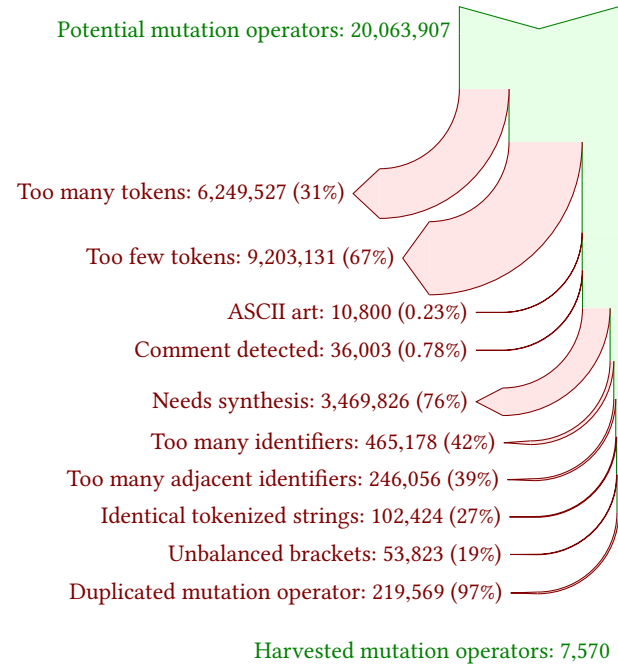 Potential mutation operators: 20,063,907
Too many tokens: 6,249,527 (31%)
Too few tokens: 9,203,131 (67%)
ASCII art: 10,800 (0.23%)
Comment detected: 36,003 (0.78%)
Needs synthesis: 3,469,826 (76%)
Too many identifiers: 465,178 (42%)
Too many adjacent identifiers: 246,056 (39%)
Identical tokenized strings: 102,424 (27%)
Unbalanced brackets: 53,823 (19%)
Duplicated mutation operator: 219,569 (97%)
Harvested mutation operators: 7,570